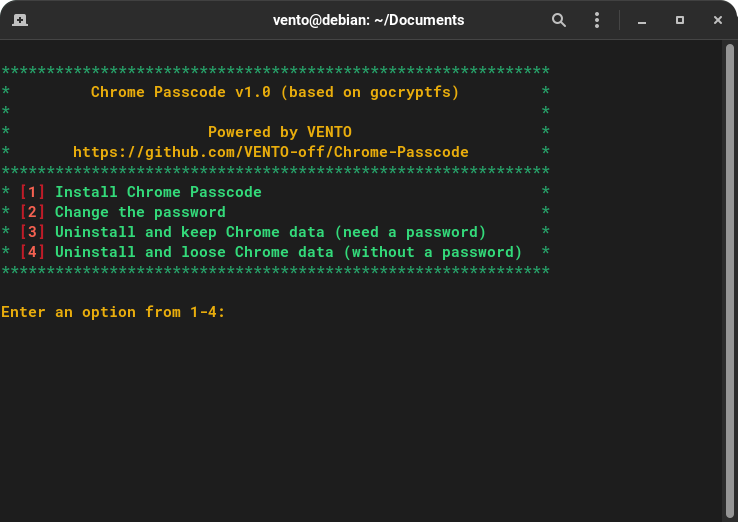 vento@debian: ~/Documents
*************************************************************
*         Chrome Passcode v1.0 (based on gocryptfs)         *
*                                                           *
*                      Powered by VENTO                     *
*       https://github.com/VENTO-off/Chrome-Passcode        *
*************************************************************
* [1] Install Chrome Passcode                               *
* [2] Change the password                                   *
* [3] Uninstall and keep Chrome data (need a password)      *
* [4] Uninstall and loose Chrome data (without a password)  *
*************************************************************
Enter an option from 1-4: